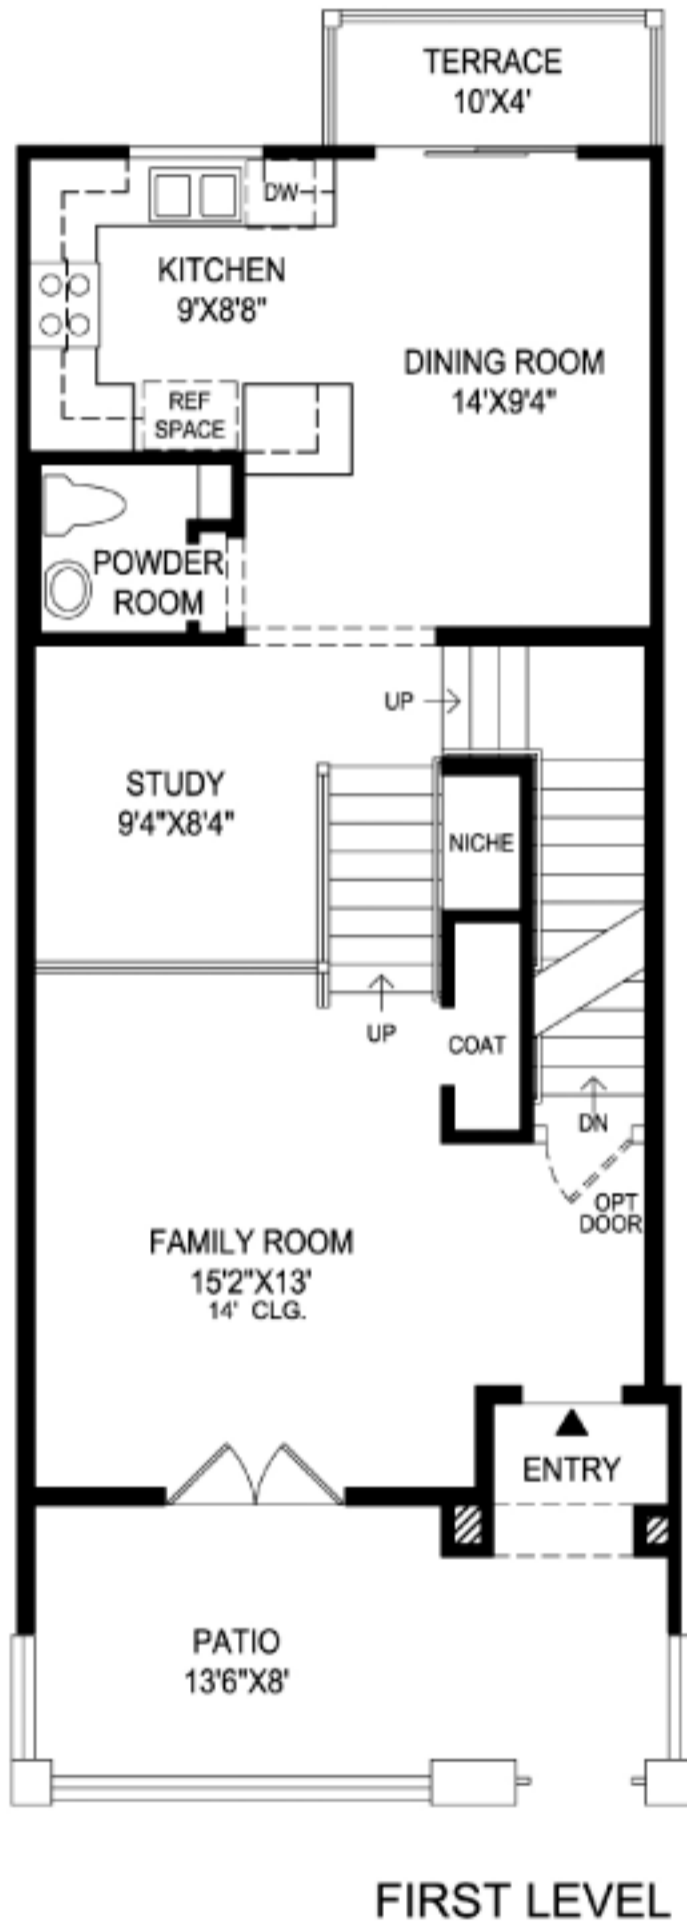 TERRACE
10'X4'
DW
KITCHEN
9'X8'8"
DINING ROOM
14'X9'4"
REF
SPACE
POWDER
ROOM
UP
STUDY
9'4"X8'4"
NICHE
UP
COAT
DN
OPT
DOOR
FAMILY ROOM
15'2"X13'
14' CLG.
ENTRY
PATIO
13'6"X8'
FIRST LEVEL